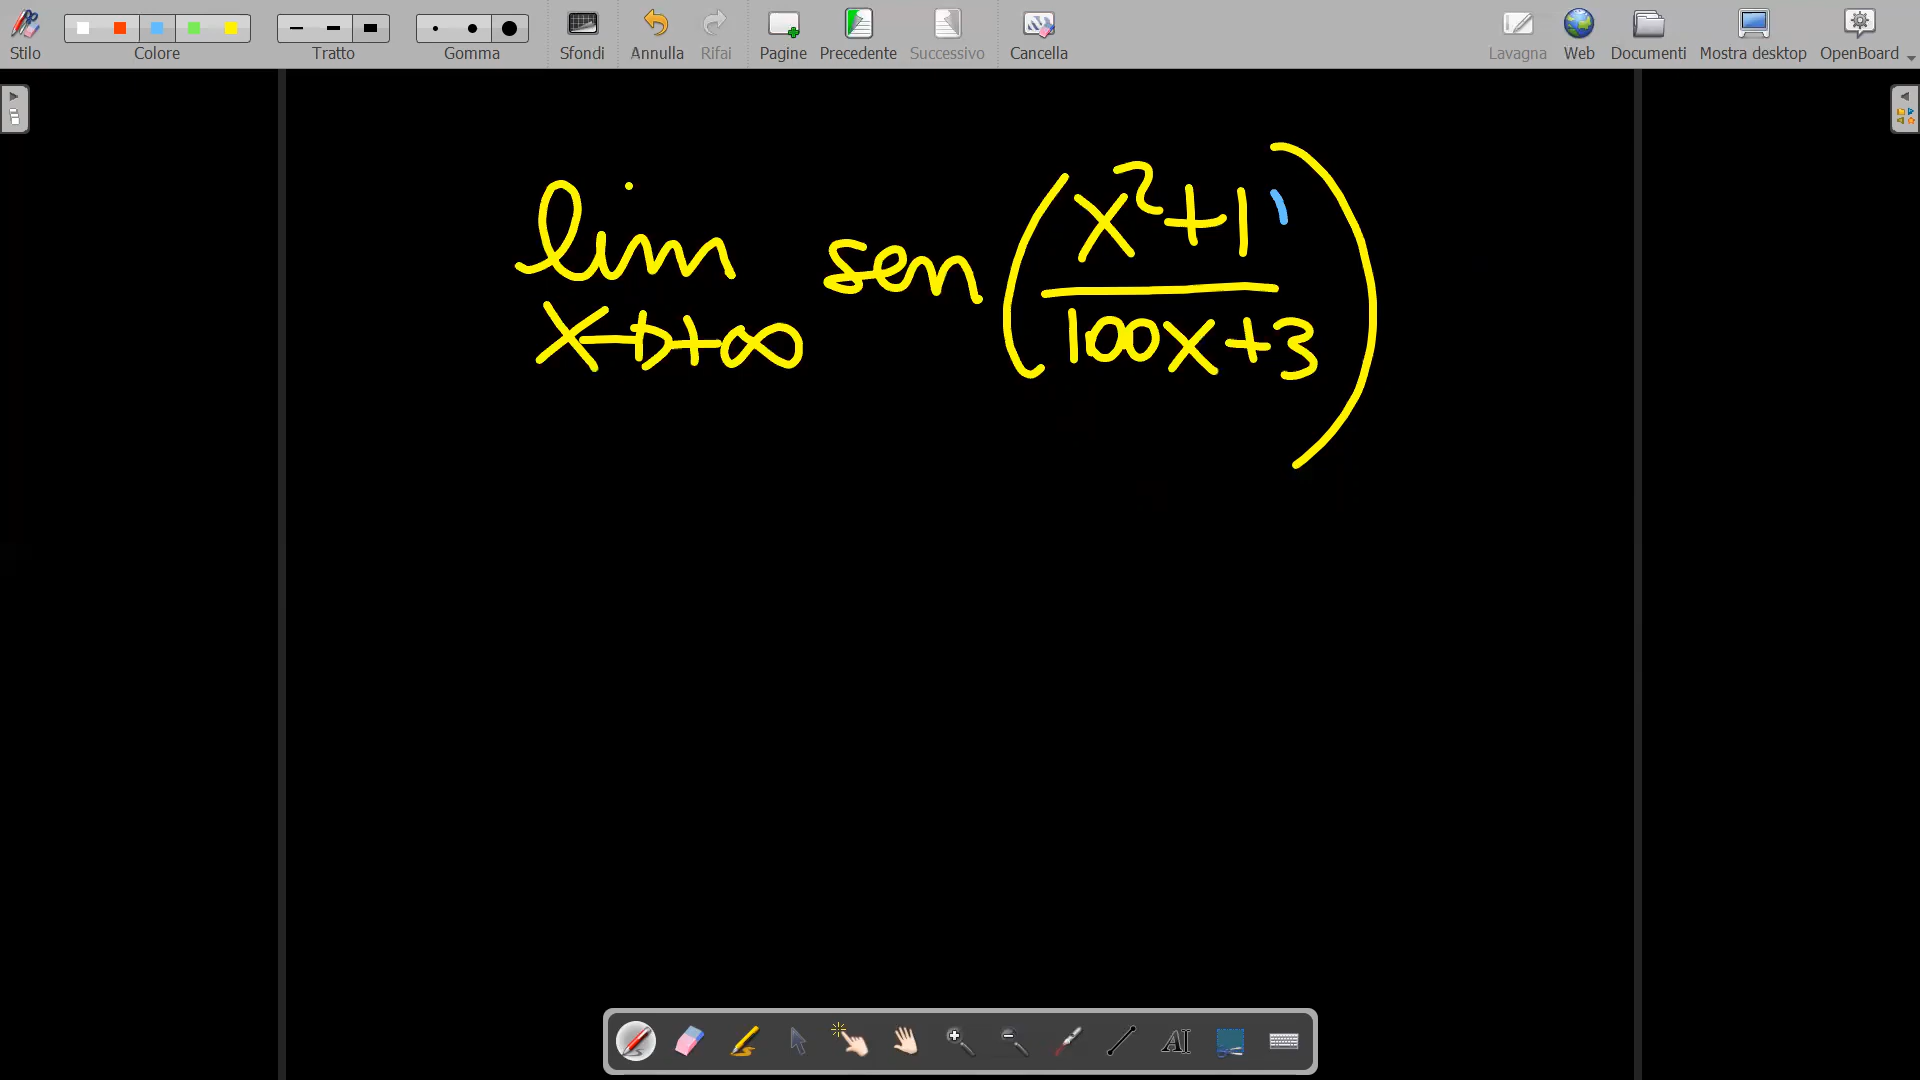 Stilo Colore Tratto Gomma Sfondi Annulla Rifai Pagine Precedente Successivo Cancella Lavagna Web Documenti Mostra desktop OpenBoard
lim sen (x²+1
x→+∞ 100x+3)
AI